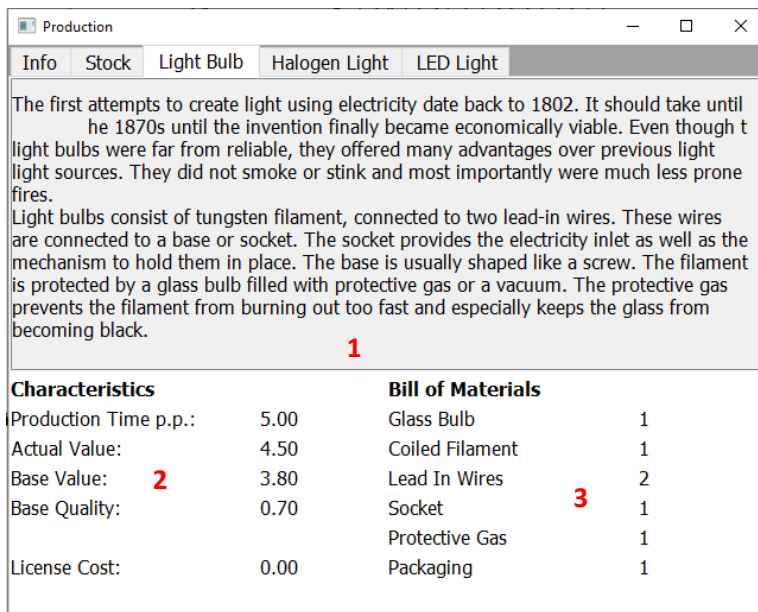 Production
Info Stock Light Bulb Halogen Light LED Light
The first attempts to create light using electricity date back to 1802. It should take until
he 1870s until the invention finally became economically viable. Even though t
light bulbs were far from reliable, they offered many advantages over previous light
light sources. They did not smoke or stink and most importantly were much less prone
fires.
Light bulbs consist of tungsten filament, connected to two lead-in wires. These wires
are connected to a base or socket. The socket provides the electricity inlet as well as the
mechanism to hold them in place. The base is usually shaped like a screw. The filament
is protected by a glass bulb filled with protective gas or a vacuum. The protective gas
prevents the filament from burning out too fast and especially keeps the glass from
becoming black.
1
Characteristics Bill of Materials
Production Time p.p.: 5.00 Glass Bulb 1
Actual Value: 4.50 Coiled Filament 1
Base Value: 2 3.80 Lead In Wires 2
3
Base Quality: 0.70 Socket 1
Protective Gas 1
License Cost: 0.00 Packaging 1